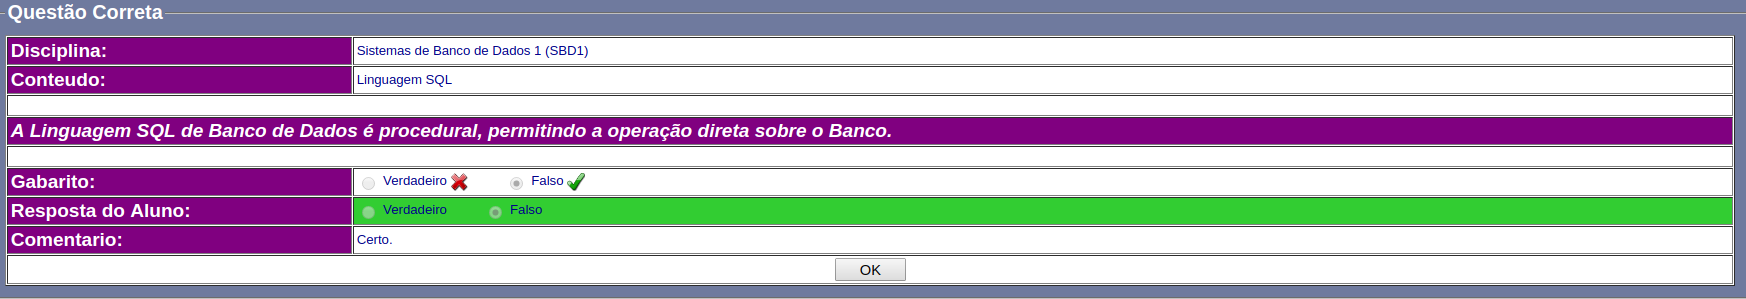 Questão Correta
Disciplina: Sistemas de Banco de Dados 1 (SBD1)
Conteudo: Linguagem SQL
A Linguagem SQL de Banco de Dados é procedural, permitindo a operação direta sobre o Banco.
Gabarito: Verdadeiro Falso
Resposta do Aluno: Verdadeiro Falso
Comentario: Certo.
OK